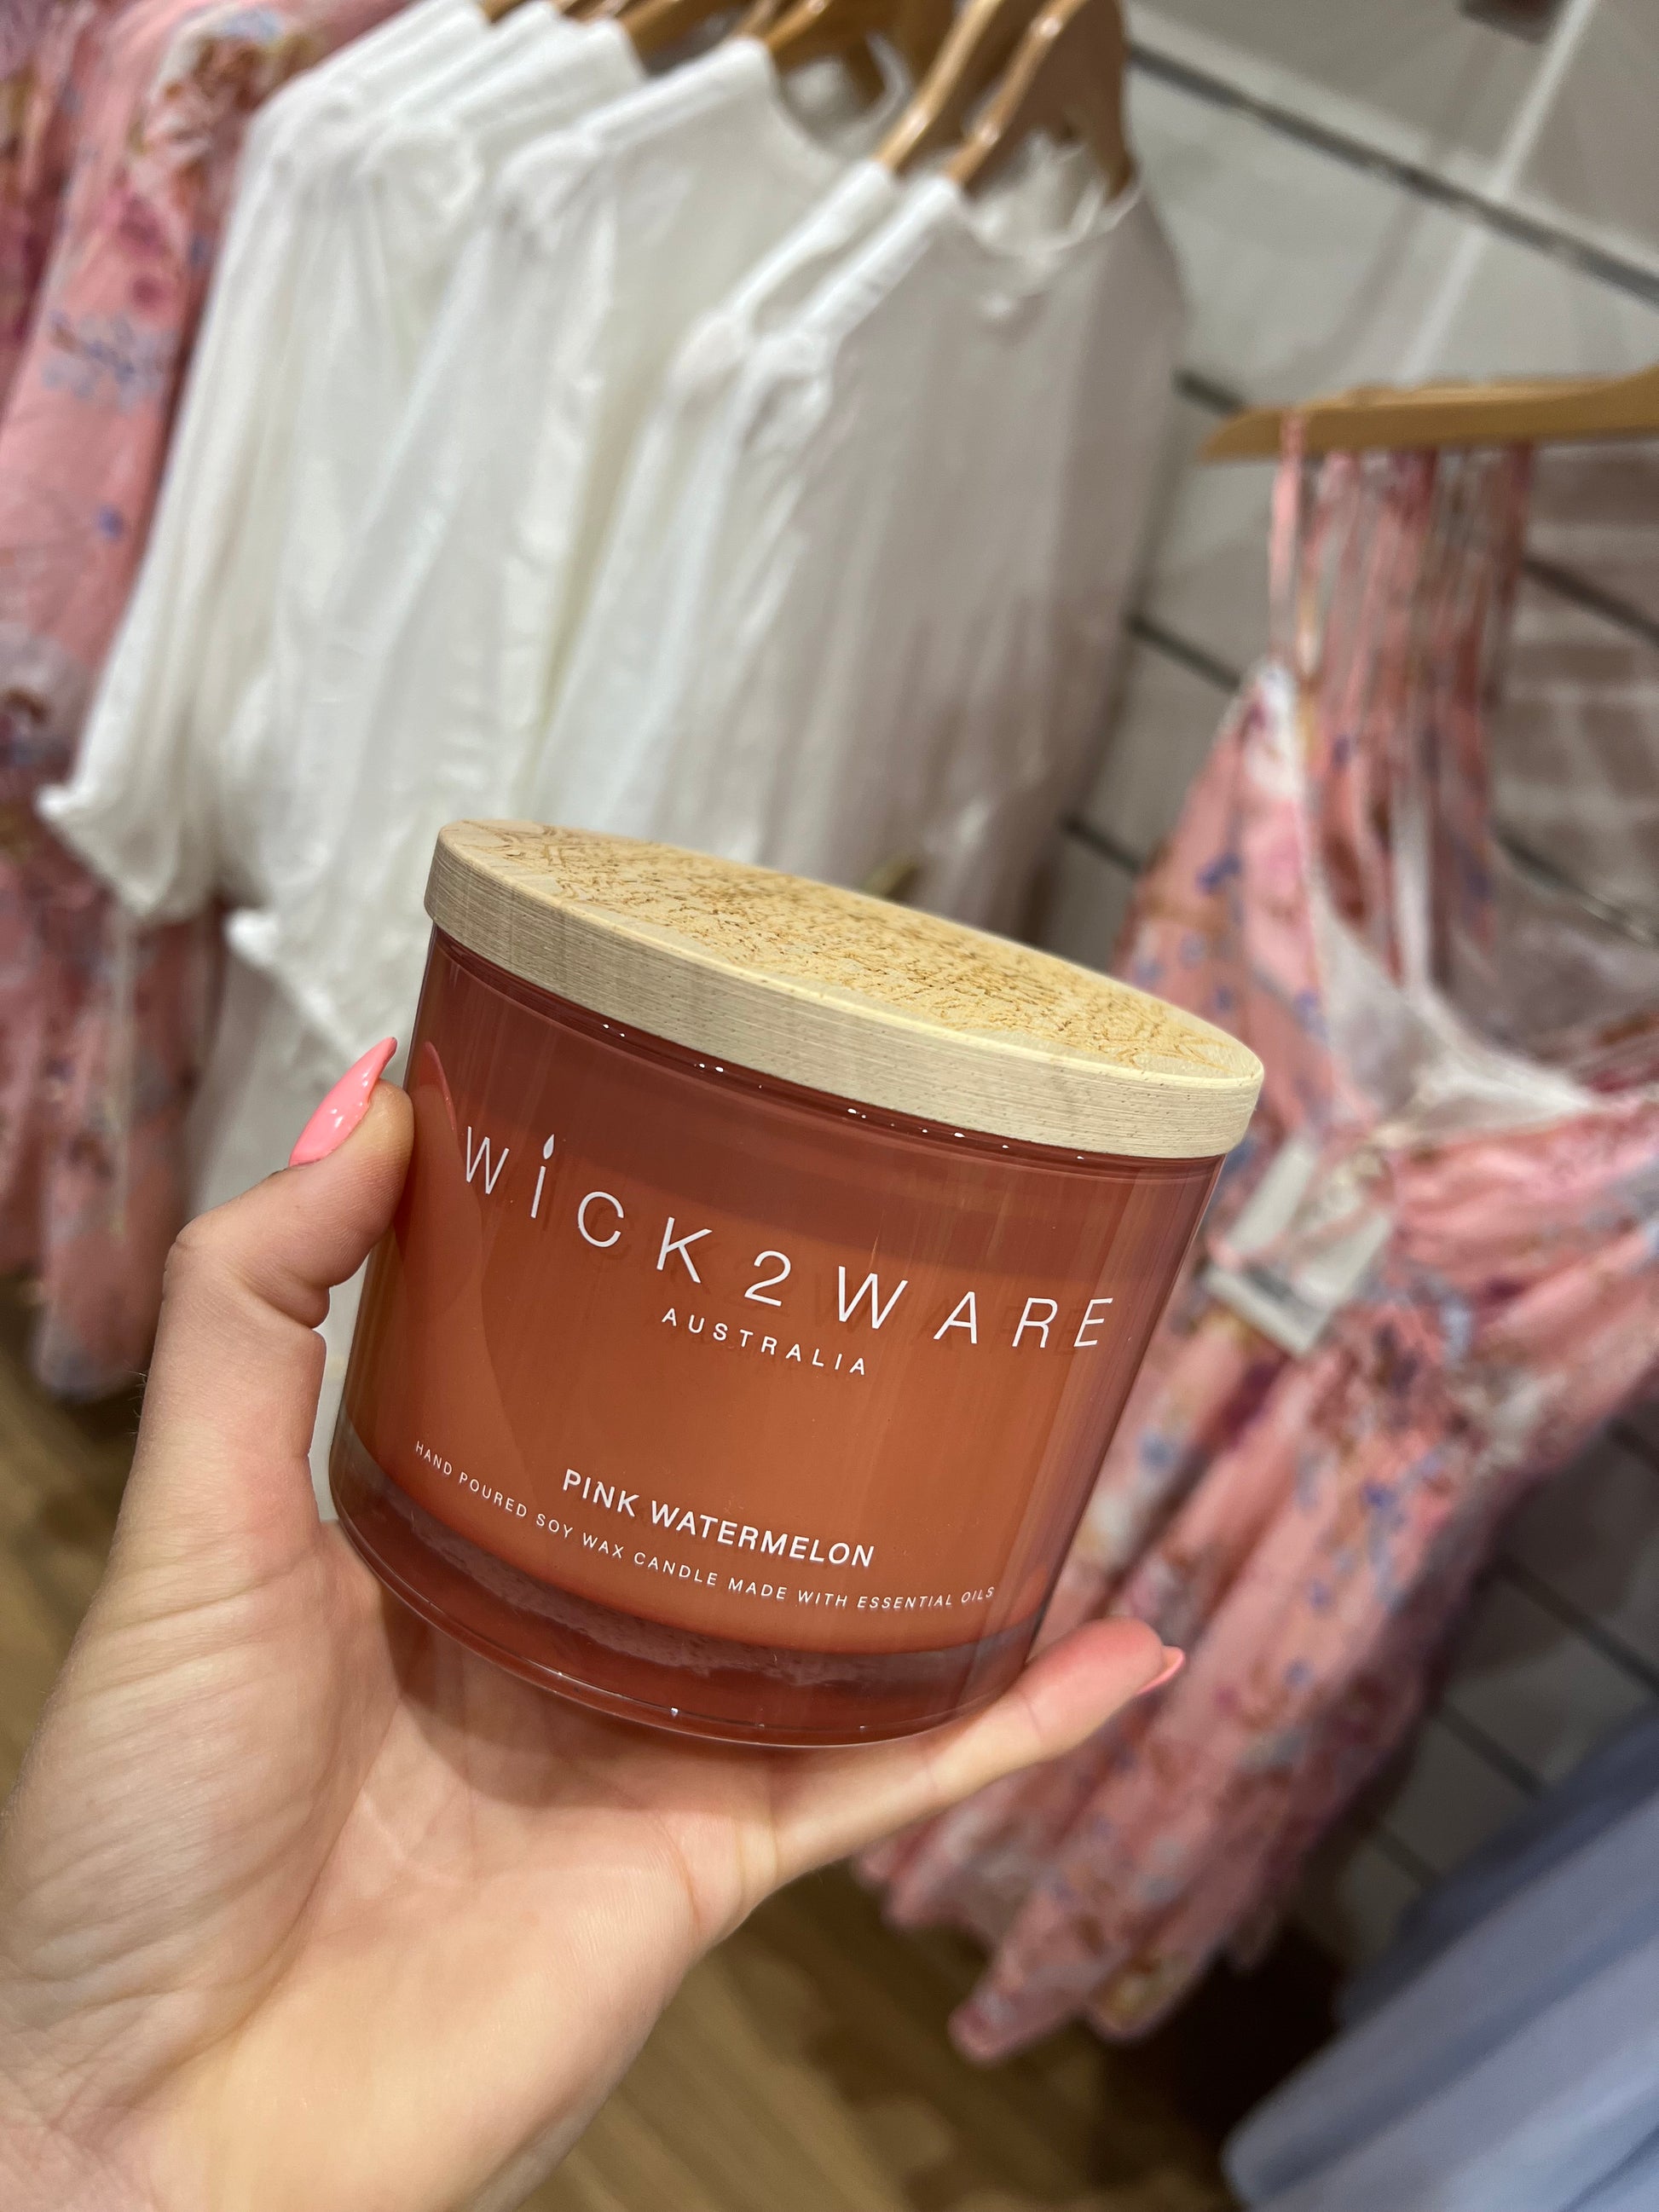 WiCK2WARE
AUSTRALIA
PINK WATERMELON
HAND POURED SOY WAX CANDLE MADE WITH ESSENTIAL OILS